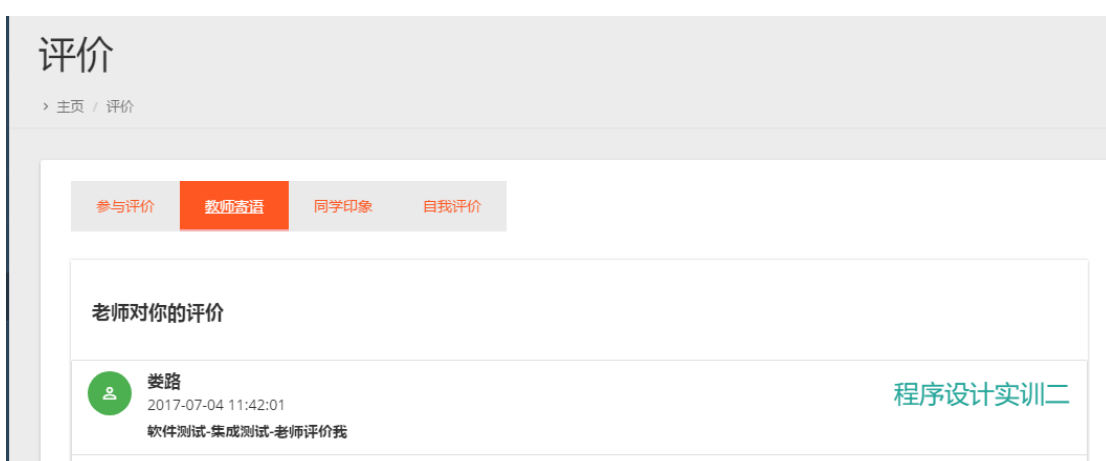 评价
› 主页 / 评价
参与评价 教师寄语 同学印象 自我评价
老师对你的评价
娄路
2017-07-04 11:42:01
程序设计实训二
软件测试-集成测试-老师评价我